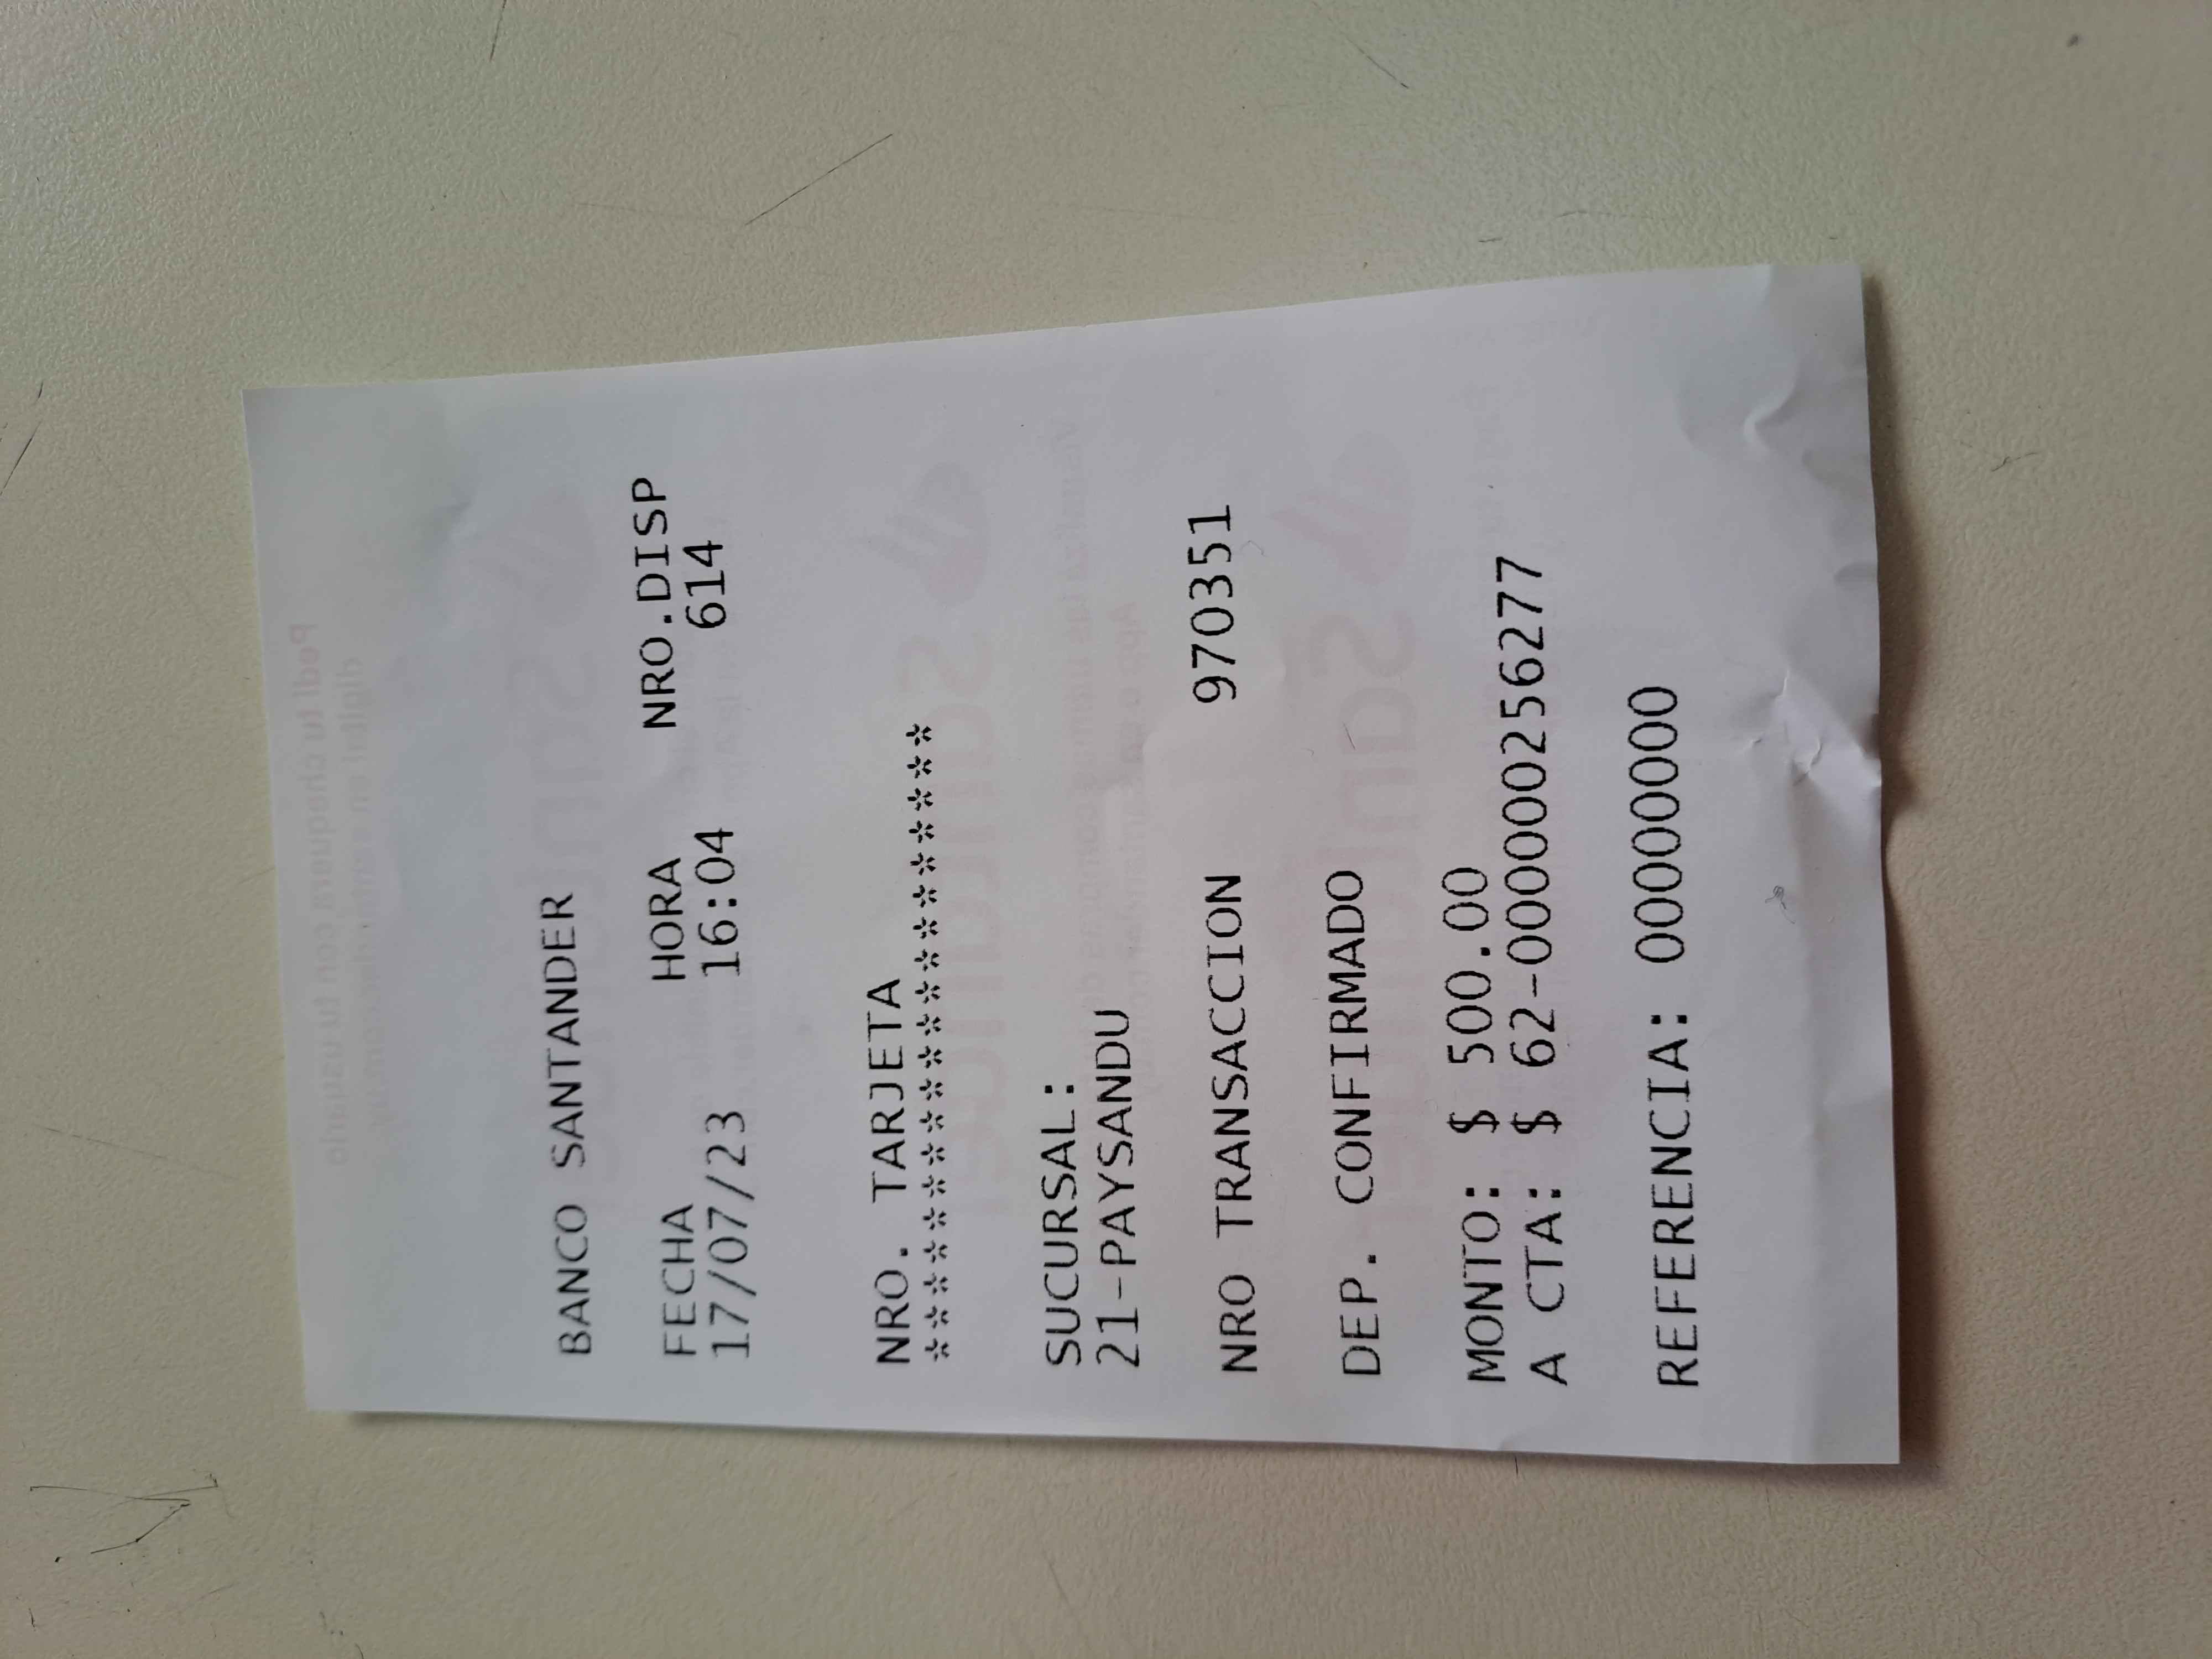 BANCO SANTANDER
FECHA HORA NRO.DISP
17/07/23 16:04 614
NRO. TARJETA
********************
SUCURSAL:
21-PAYSANDU
NRO TRANSACCION 970351
DEP. CONFIRMADO
MONTO: $ 500.00
A CTA: $ 62-000000256277
REFERENCIA: 00000000